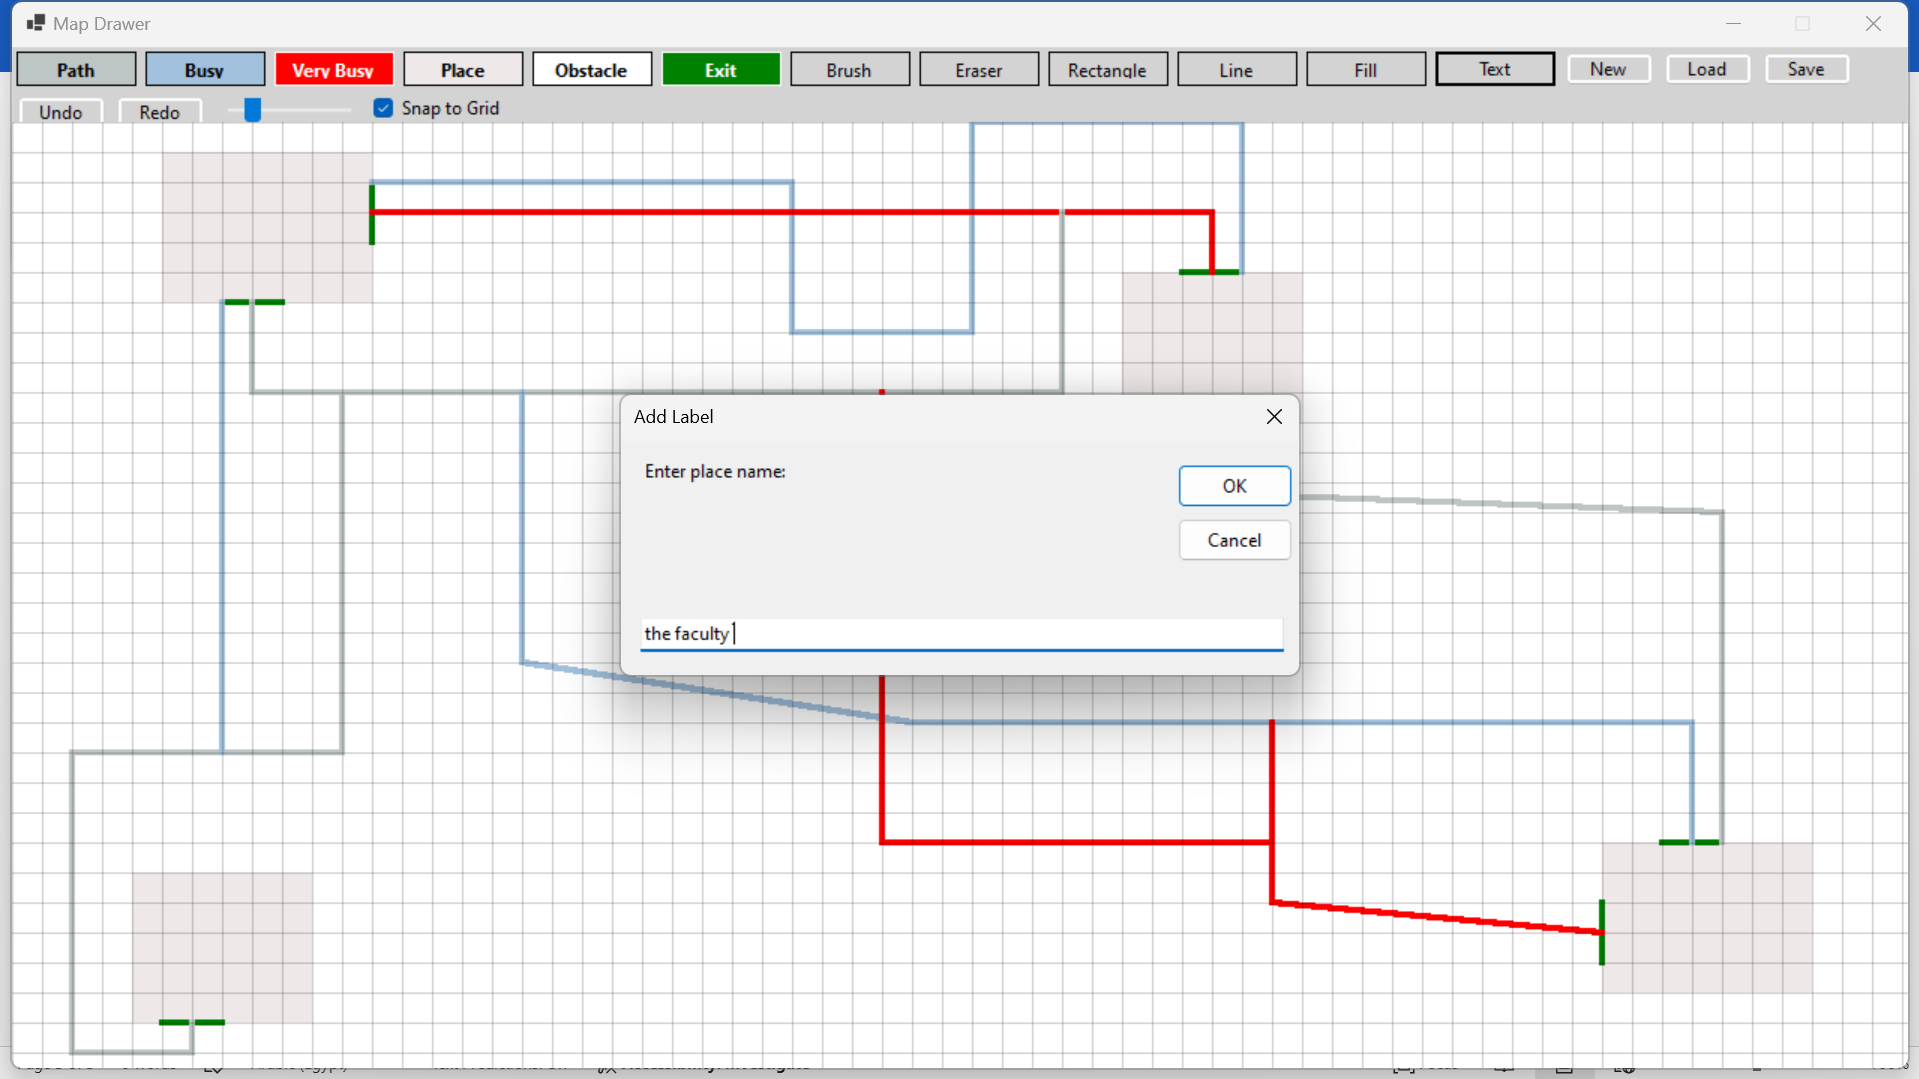 Map Drawer
Path Busy Very Busy Place Obstacle Exit Brush Eraser Rectangle Line Fill Text New Load Save
Undo Redo Snap to Grid
Add Label
Enter place name:
OK
Cancel
the faculty